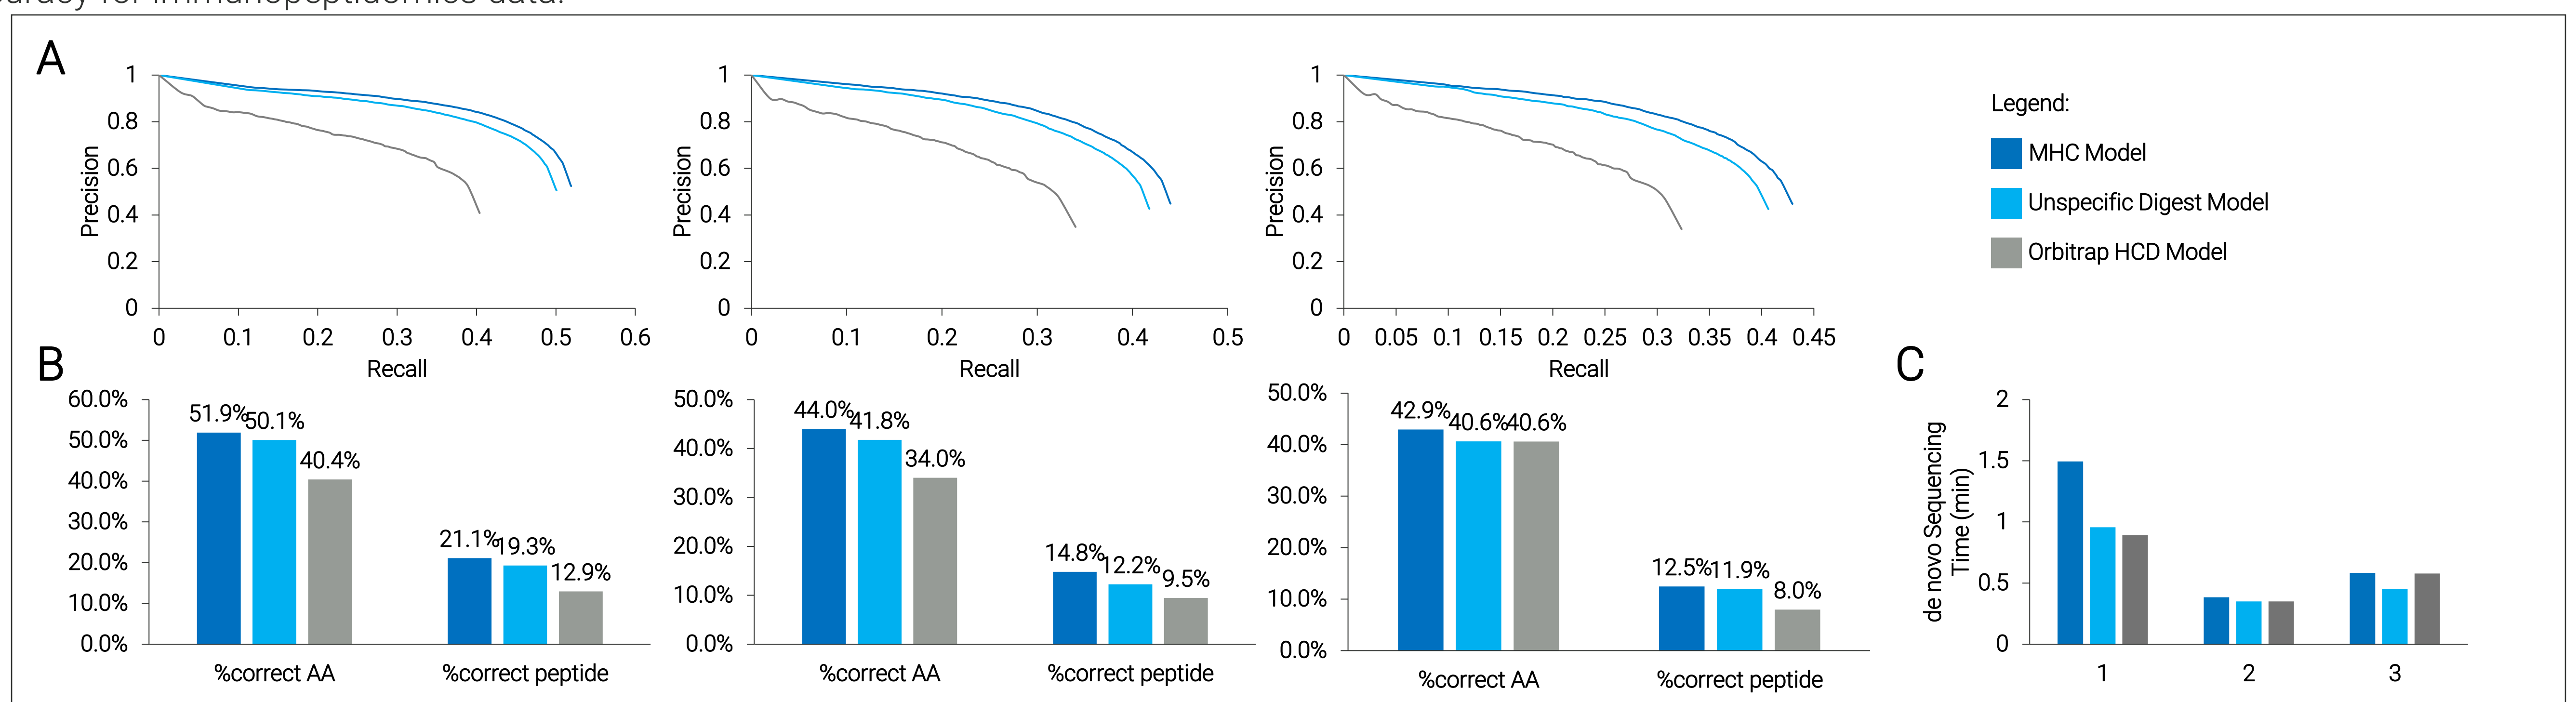 A
1
0.8
0.6
0.4
0.2
0
Precision
0 0.1 0.2 0.3 0.4 0.5 0.6
Recall
1
0.8
0.6
0.4
0.2
0
Precision
0 0.1 0.2 0.3 0.4 0.5
Recall
1
0.8
0.6
0.4
0.2
0
Precision
0 0.05 0.1 0.15 0.2 0.25 0.3 0.35 0.4 0.45
Recall
Legend:
MHC Model
Unspecific Digest Model
Orbitrap HCD Model
B
60.0%
50.0%
40.0%
30.0%
20.0%
10.0%
0.0%
51.9% 50.1% 40.4%
21.1% 19.3% 12.9%
%correct AA %correct peptide
50.0%
40.0%
30.0%
20.0%
10.0%
0.0%
44.0% 41.8% 34.0%
14.8% 12.2% 9.5%
%correct AA %correct peptide
50.0%
40.0%
30.0%
20.0%
10.0%
0.0%
42.9% 40.6% 40.6%
12.5% 11.9% 8.0%
%correct AA %correct peptide
C
2
1.5
1
0.5
0
de novo Sequencing
Time (min)
1 2 3